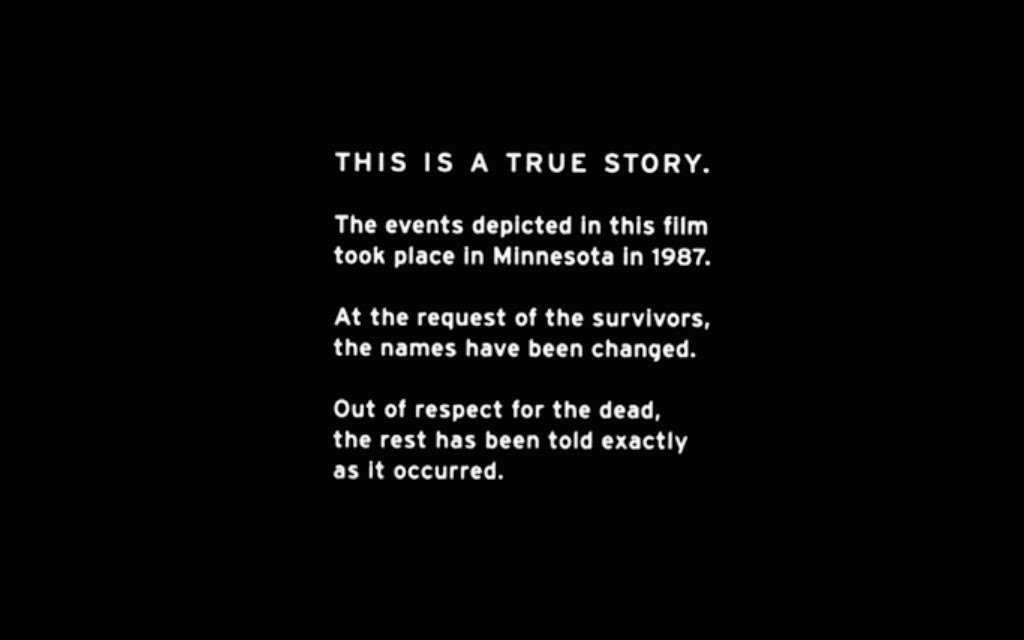 THIS IS A TRUE STORY.
The events depicted in this film
took place in Minnesota in 1987.
At the request of the survivors,
the names have been changed.
Out of respect for the dead,
the rest has been told exactly
as it occurred.